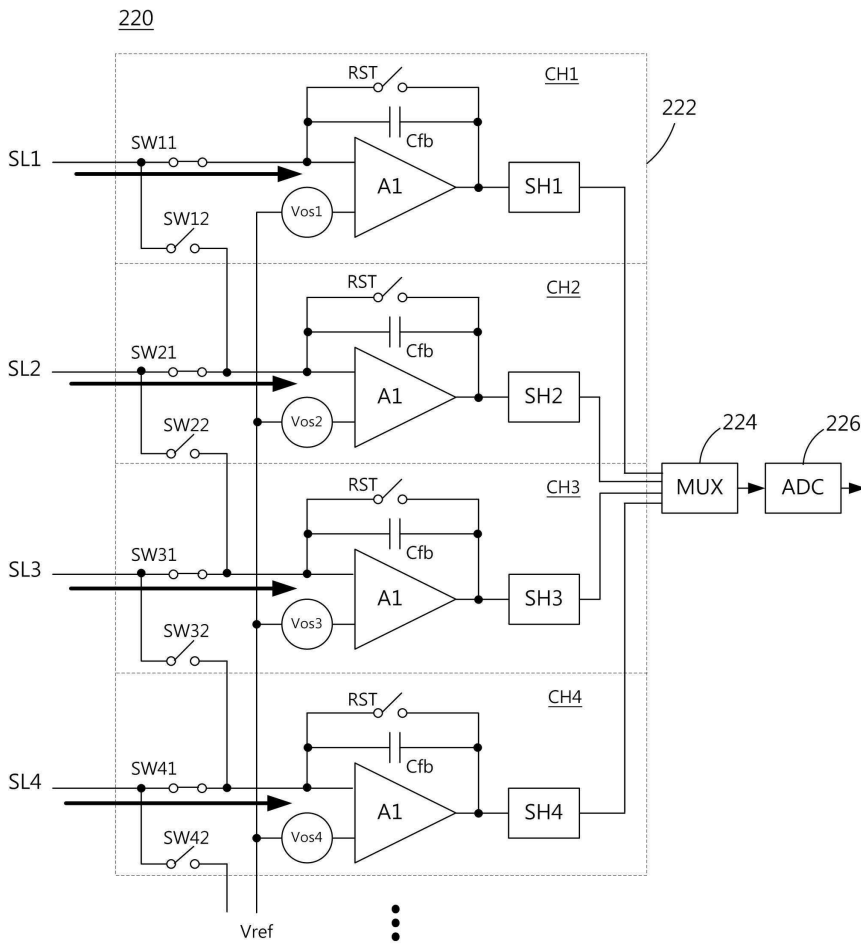 220
RST
CH1
222
SW11
Cfb
SL1
A1
SH1
Vos1
SW12
RST
CH2
SW21
Cfb
SL2
A1
SH2
Vos2
SW22
224
226
MUX
ADC
RST
CH3
SW31
Cfb
SL3
A1
SH3
Vos3
SW32
RST
CH4
SW41
Cfb
SL4
A1
SH4
Vos4
SW42
Vref